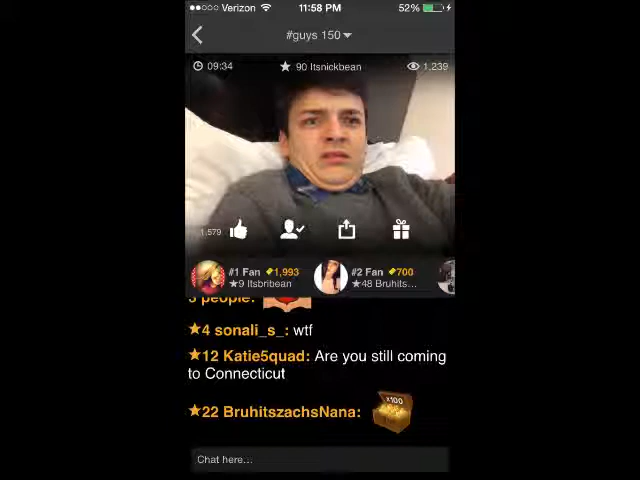 Verizon 11:58 PM 52%
#guys 150
09:34 ★ 90 Itsnickbean 1,239
1,579
#1 Fan 1,993 #2 Fan 700
★9 Itsbribean ★48 Bruhits...
3 people:
★4 sonali_s_: wtf
★12 Katie5quad: Are you still coming
to Connecticut
x100
★22 BruhitszachsNana:
Chat here...